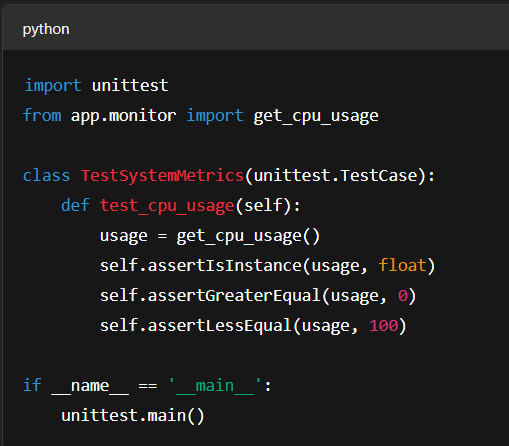 python
import unittest
from app.monitor import get_cpu_usage
class TestSystemMetrics(unittest.TestCase):
    def test_cpu_usage(self):
        usage = get_cpu_usage()
        self.assertIsInstance(usage, float)
        self.assertGreaterEqual(usage, 0)
        self.assertLessEqual(usage, 100)
if __name__ == '__main__':
    unittest.main()